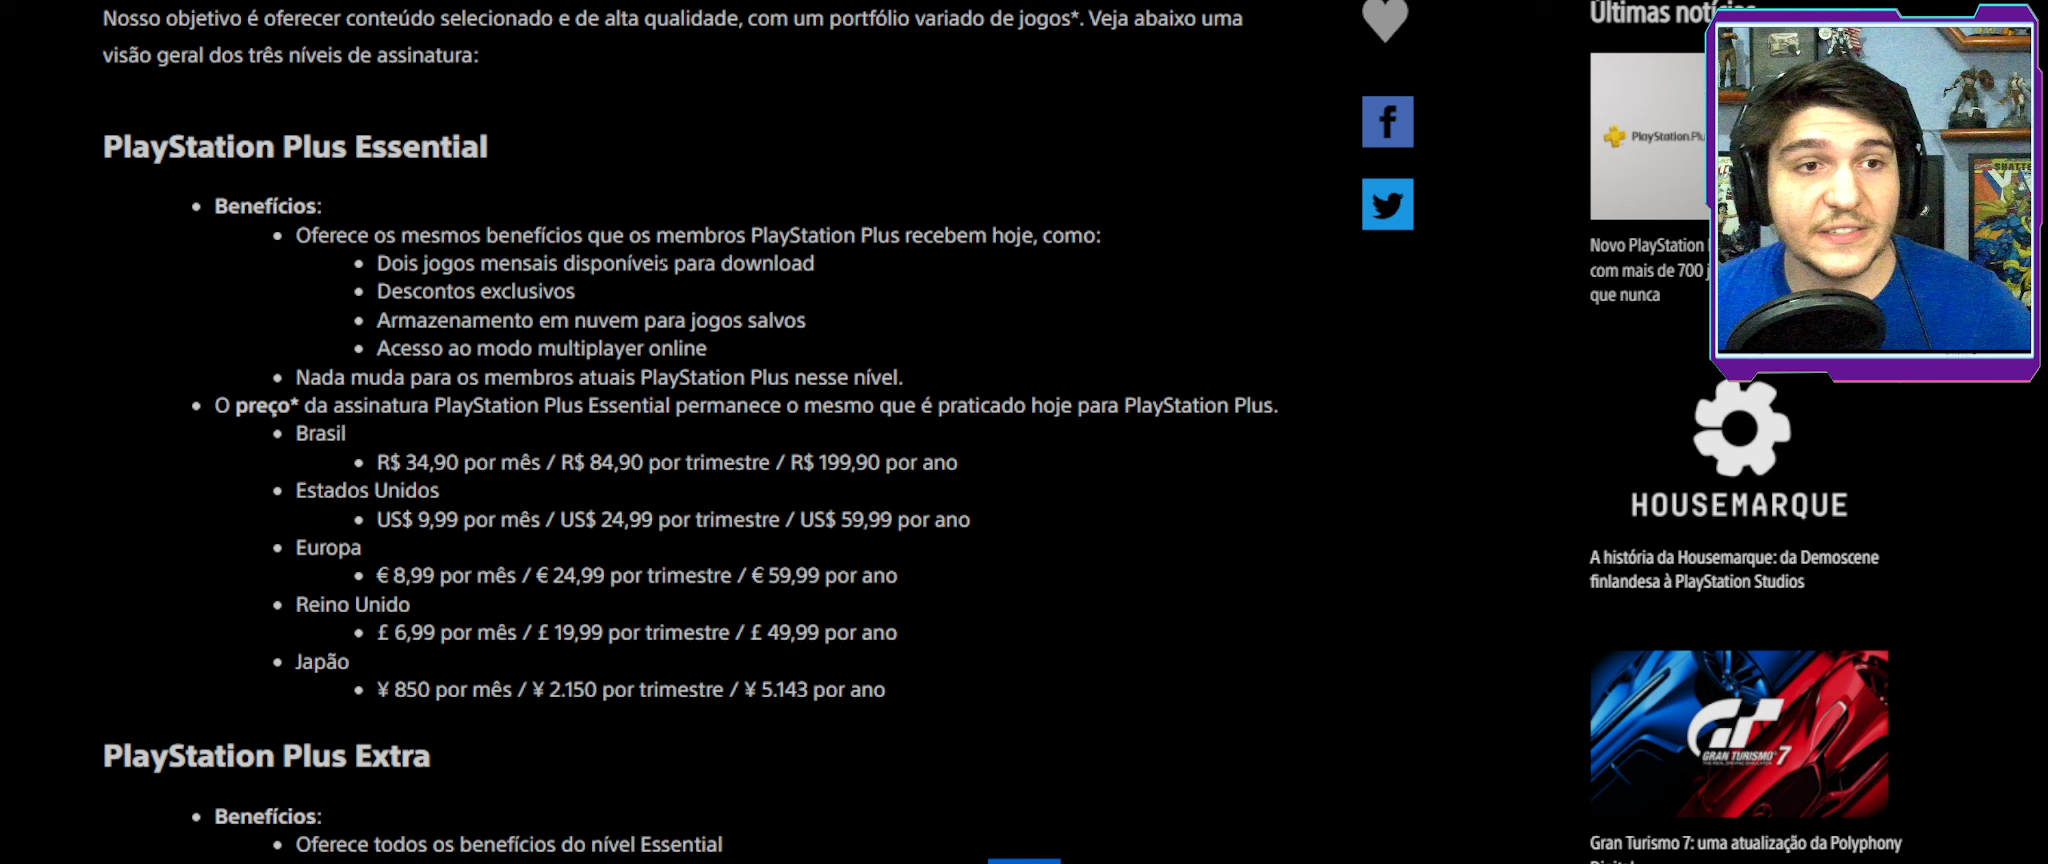 Nosso objetivo é oferecer conteúdo selecionado e de alta qualidade, com um portfólio variado de jogos*. Veja abaixo uma
visão geral dos três níveis de assinatura:
PlayStation Plus Essential
Benefícios:
Oferece os mesmos benefícios que os membros PlayStation Plus recebem hoje, como:
Dois jogos mensais disponíveis para download
Descontos exclusivos
Armazenamento em nuvem para jogos salvos
Acesso ao modo multiplayer online
Nada muda para os membros atuais PlayStation Plus nesse nível.
O preço* da assinatura PlayStation Plus Essential permanece o mesmo que é praticado hoje para PlayStation Plus.
Brasil
R$ 34,90 por mês / R$ 84,90 por trimestre / R$ 199,90 por ano
Estados Unidos
US$ 9,99 por mês / US$ 24,99 por trimestre / US$ 59,99 por ano
Europa
€ 8,99 por mês / € 24,99 por trimestre / € 59,99 por ano
Reino Unido
£ 6,99 por mês / £ 19,99 por trimestre / £ 49,99 por ano
Japão
¥ 850 por mês / ¥ 2.150 por trimestre / ¥ 5.143 por ano
PlayStation Plus Extra
Benefícios:
Oferece todos os benefícios do nível Essential
Últimas notícias
PlayStation.Plu
Novo PlayStation
com mais de 700 j
que nunca
HOUSEMARQUE
A história da Housemarque: da Demoscene
finlandesa à PlayStation Studios
GRAN TURISMO 7
Gran Turismo 7: uma atualização da Polyphony